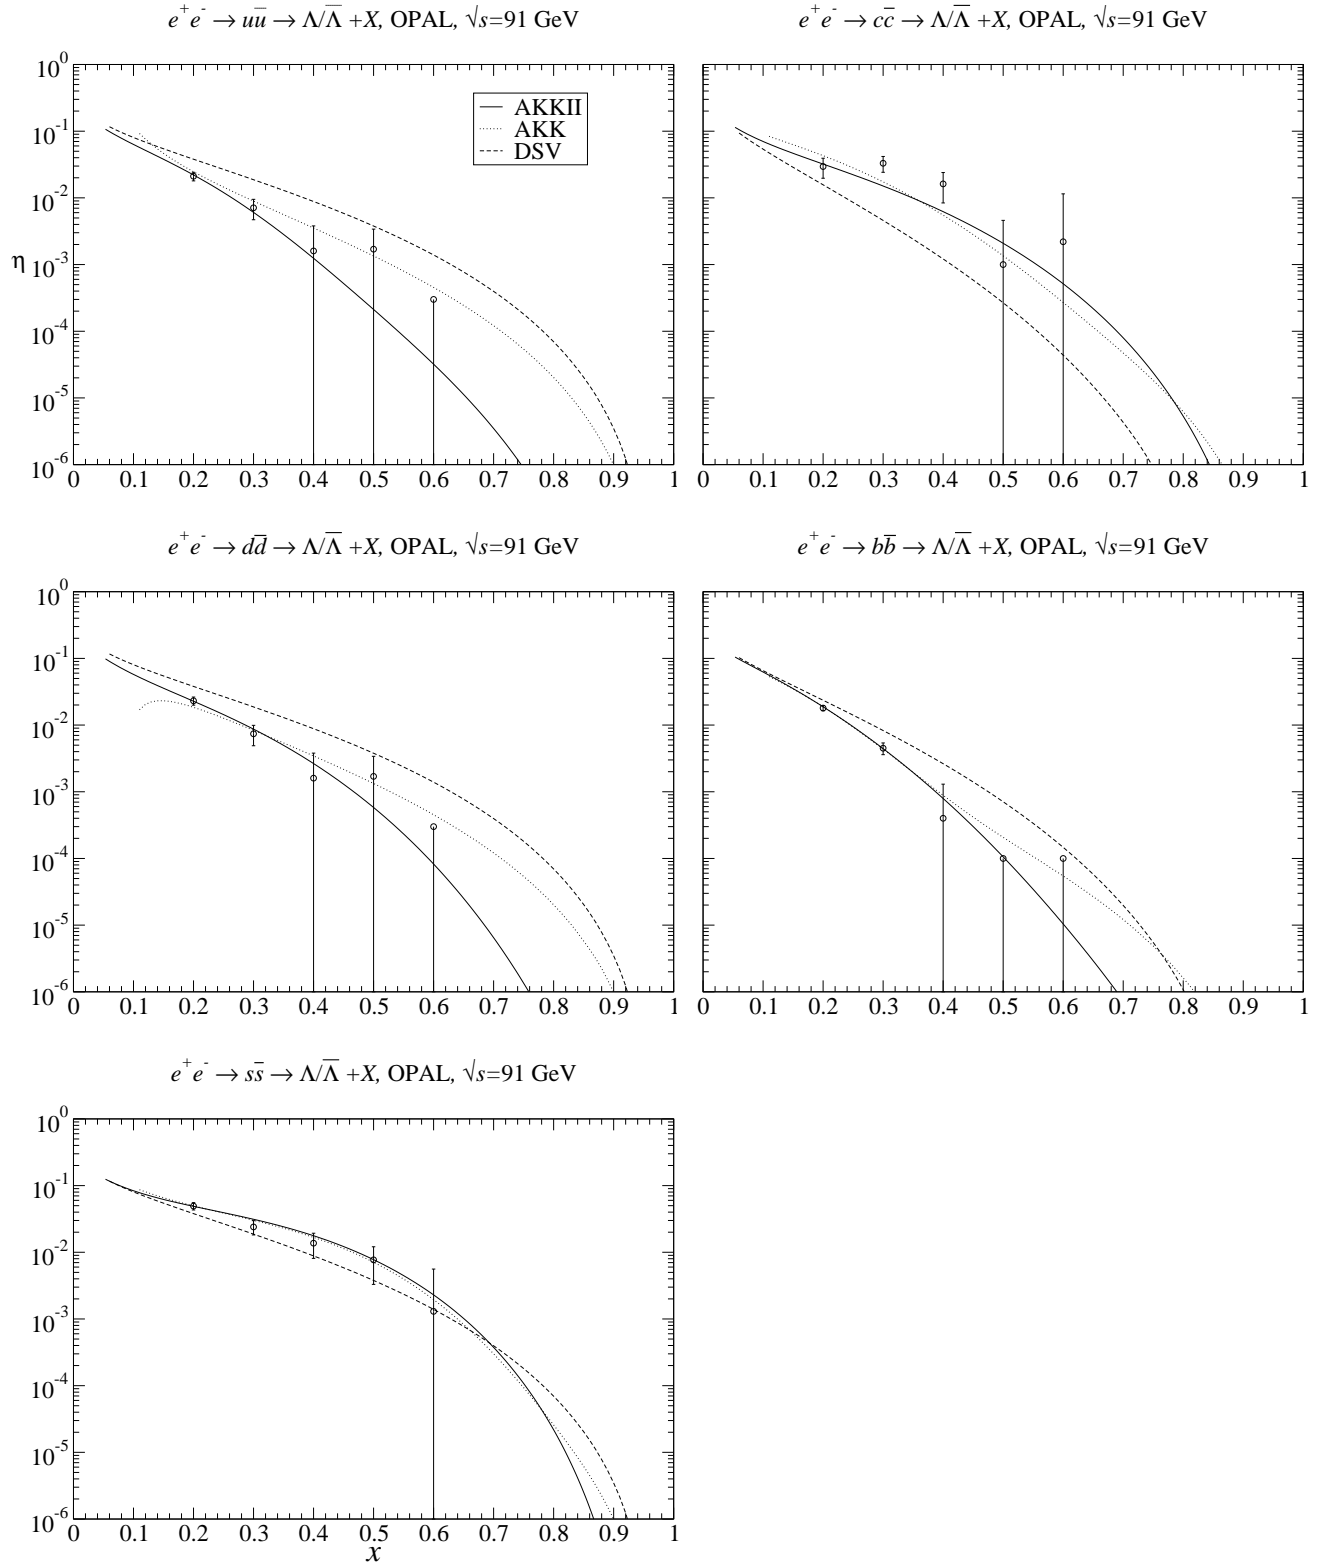 e⁺e⁻ → uū → Λ/Λ̅ +X, OPAL, √s=91 GeV
e⁺e⁻ → cc̄ → Λ/Λ̅ +X, OPAL, √s=91 GeV
10⁰
10⁻¹
10⁻²
10⁻³
10⁻⁴
10⁻⁵
10⁻⁶
η
AKKII
AKK
DSV
0 0.1 0.2 0.3 0.4 0.5 0.6 0.7 0.8 0.9 1
0 0.1 0.2 0.3 0.4 0.5 0.6 0.7 0.8 0.9 1
e⁺e⁻ → dd̄ → Λ/Λ̅ +X, OPAL, √s=91 GeV
e⁺e⁻ → bb̄ → Λ/Λ̅ +X, OPAL, √s=91 GeV
10⁰
10⁻¹
10⁻²
10⁻³
10⁻⁴
10⁻⁵
10⁻⁶
0 0.1 0.2 0.3 0.4 0.5 0.6 0.7 0.8 0.9 1
0 0.1 0.2 0.3 0.4 0.5 0.6 0.7 0.8 0.9 1
e⁺e⁻ → ss̄ → Λ/Λ̅ +X, OPAL, √s=91 GeV
10⁰
10⁻¹
10⁻²
10⁻³
10⁻⁴
10⁻⁵
10⁻⁶
0 0.1 0.2 0.3 0.4 0.5 0.6 0.7 0.8 0.9 1
x